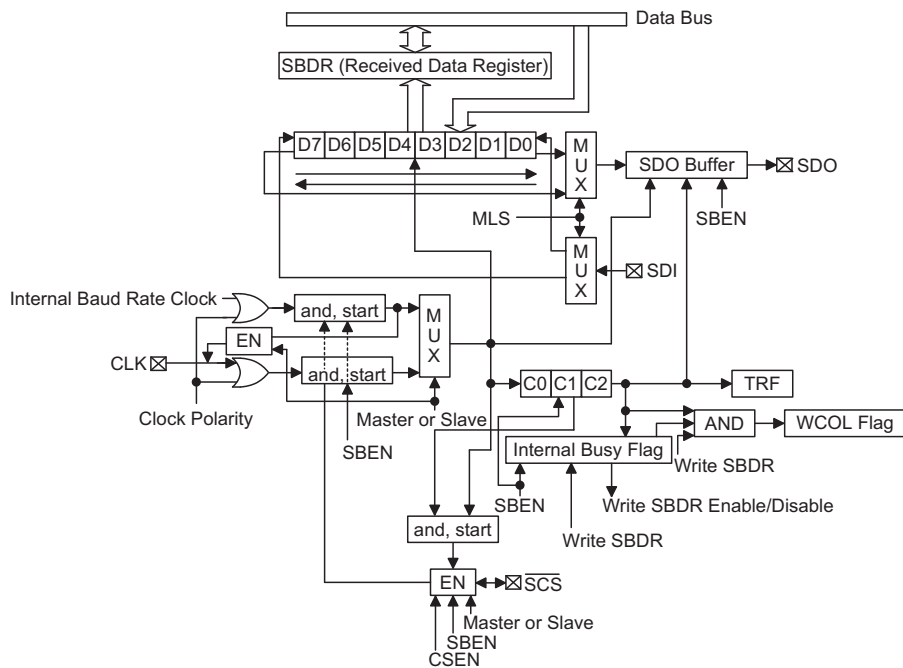 Data Bus
SBDR (Received Data Register)
D7 D6 D5 D4 D3 D2 D1 D0
MUX
SDO Buffer
SDO
MLS
SBEN
MUX
SDI
Internal Baud Rate Clock
and, start
MUX
EN
CLK
and, start
C0 C1 C2
TRF
Clock Polarity
Master or Slave
AND
WCOL Flag
SBEN
Internal Busy Flag
Write SBDR
SBEN
Write SBDR Enable/Disable
and, start
Write SBDR
EN
SCS
Master or Slave
SBEN
CSEN